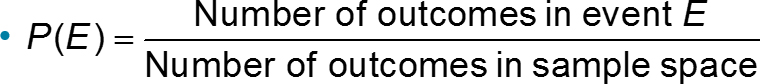 Number of outcomes in event E
• P(E) =
Number of outcomes in sample space